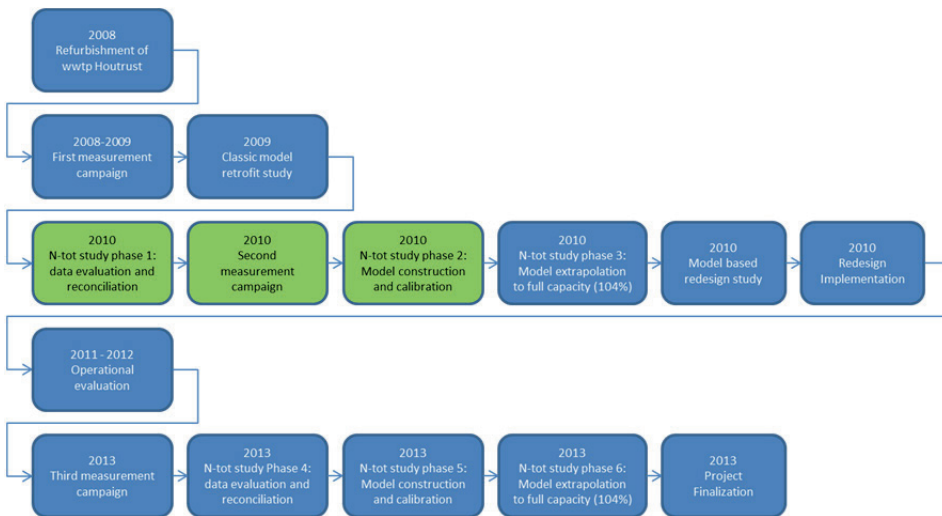 2008
Refurbishment of
wwtp Houtrust
2008-2009
First measurement
campaign
2009
Classic model
retrofit study
2010
N-tot study phase 1:
data evaluation and
reconciliation
2010
Second
measurement
campaign
2010
N-tot study phase 2:
Model construction
and calibration
2010
N-tot study phase 3:
Model extrapolation
to full capacity (104%)
2010
Model based
redesign study
2010
Redesign
Implementation
2011 - 2012
Operational
evaluation
2013
Third measurement
campaign
2013
N-tot study Phase 4:
data evaluation and
reconciliation
2013
N-tot study phase 5:
Model construction
and calibration
2013
N-tot study phase 6:
Model extrapolation
to full capacity (104%)
2013
Project
Finalization